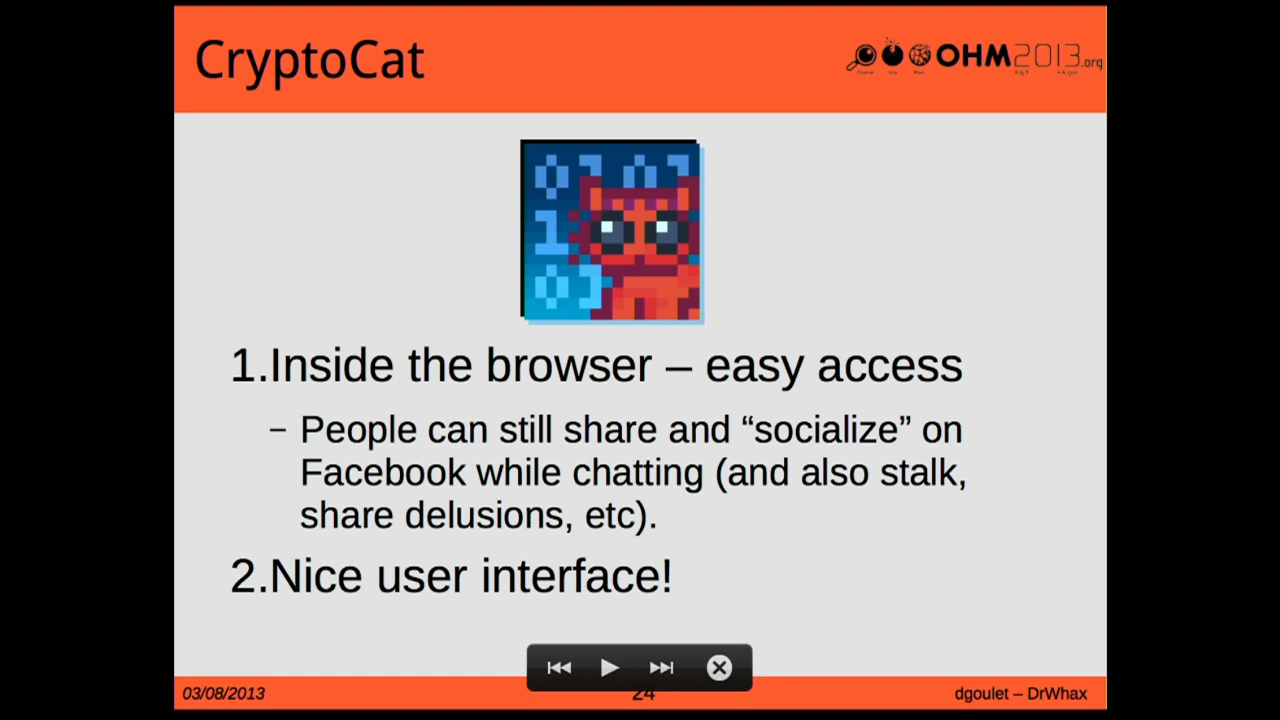 CryptoCat
OHM2013.org
1.Inside the browser – easy access
– People can still share and “socialize” on
Facebook while chatting (and also stalk,
share delusions, etc).
2.Nice user interface!
03/08/2013
24
dgoulet – DrWhax